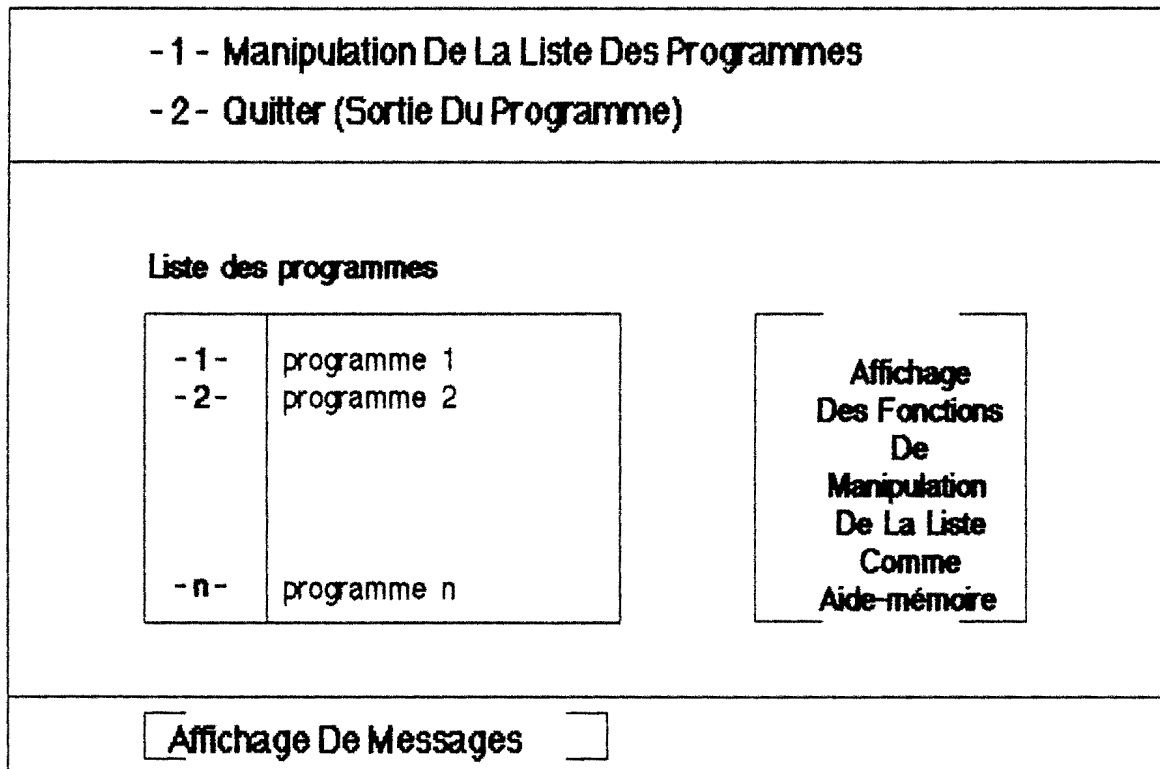 -1- Manipulation De La Liste Des Programmes
-2- Quitter (Sortie Du Programme)
Liste des programmes
-1- programme 1
-2- programme 2
-n- programme n
Affichage
Des Fonctions
De
Manipulation
De La Liste
Comme
Aide-mémoire
Affichage De Messages